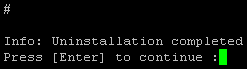 #
Info: Uninstallation completed
Press [Enter] to continue :